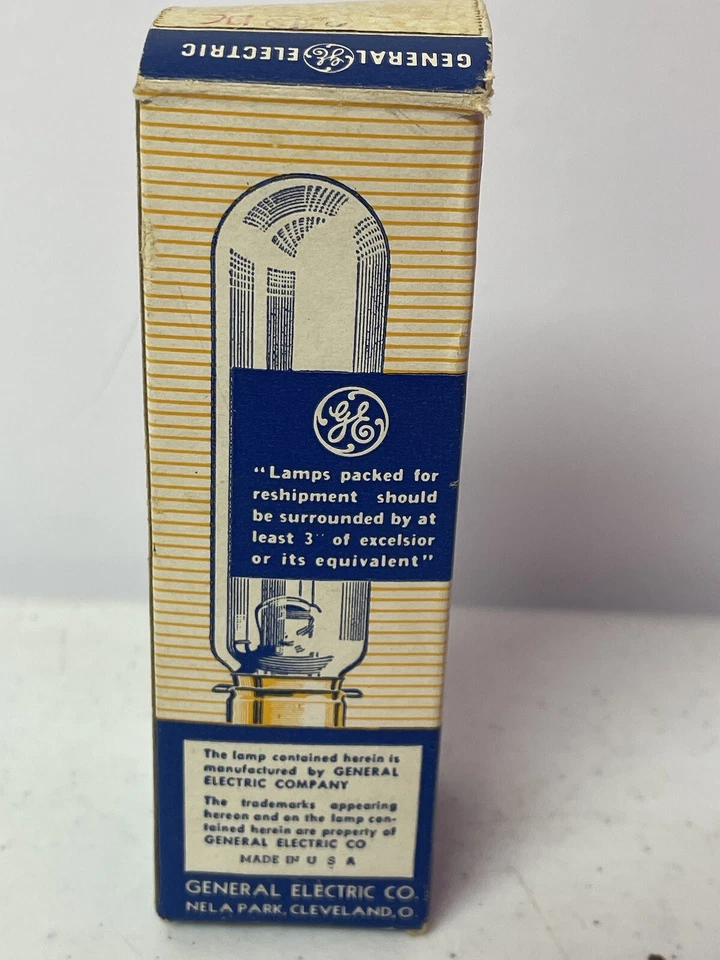 GENERAL GE ELECTRIC
GE
“Lamps packed for
reshipment should
be surrounded by at
least 3" of excelsior
or its equivalent”
The lamp contained herein is
manufactured by GENERAL
ELECTRIC COMPANY
The trademarks appearing
hereon and on the lamp con-
tained herein are property of
GENERAL ELECTRIC CO
MADE IN U S A
GENERAL ELECTRIC CO.
NELA PARK, CLEVELAND, O.